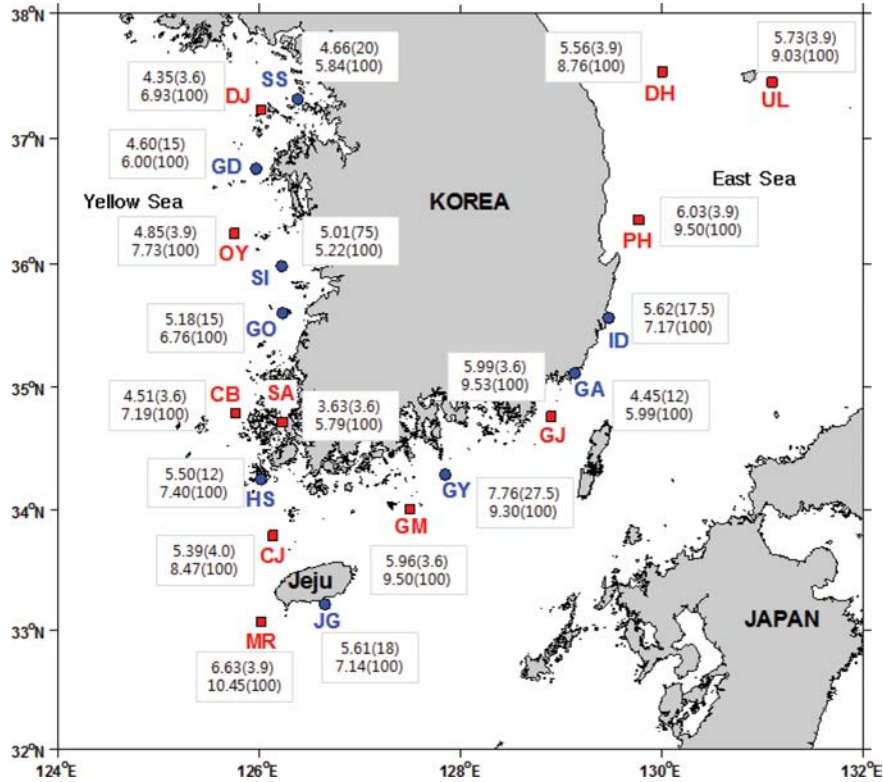 38°N
4.66(20)
5.84(100)
5.56(3.9)
8.76(100)
5.73(3.9)
9.03(100)
4.35(3.6)
6.93(100)
SS
DJ
DH
UL
37°N
4.60(15)
6.00(100)
GD
Yellow Sea
KOREA
East Sea
4.85(3.9)
7.73(100)
OY
5.01(75)
5.22(100)
6.03(3.9)
9.50(100)
PH
36°N
SI
5.18(15)
6.76(100)
GO
5.62(17.5)
7.17(100)
ID
5.99(3.6)
9.53(100)
GA
35°N
4.51(3.6)
7.19(100)
CB
SA
3.63(3.6)
5.79(100)
4.45(12)
5.99(100)
GJ
5.50(12)
7.40(100)
HS
GY
7.76(27.5)
9.30(100)
34°N
GM
5.39(4.0)
8.47(100)
CJ
5.96(3.6)
9.50(100)
Jeju
JG
JAPAN
33°N
MR
5.61(18)
7.14(100)
6.63(3.9)
10.45(100)
32°N
124°E
126°E
128°E
130°E
132°E